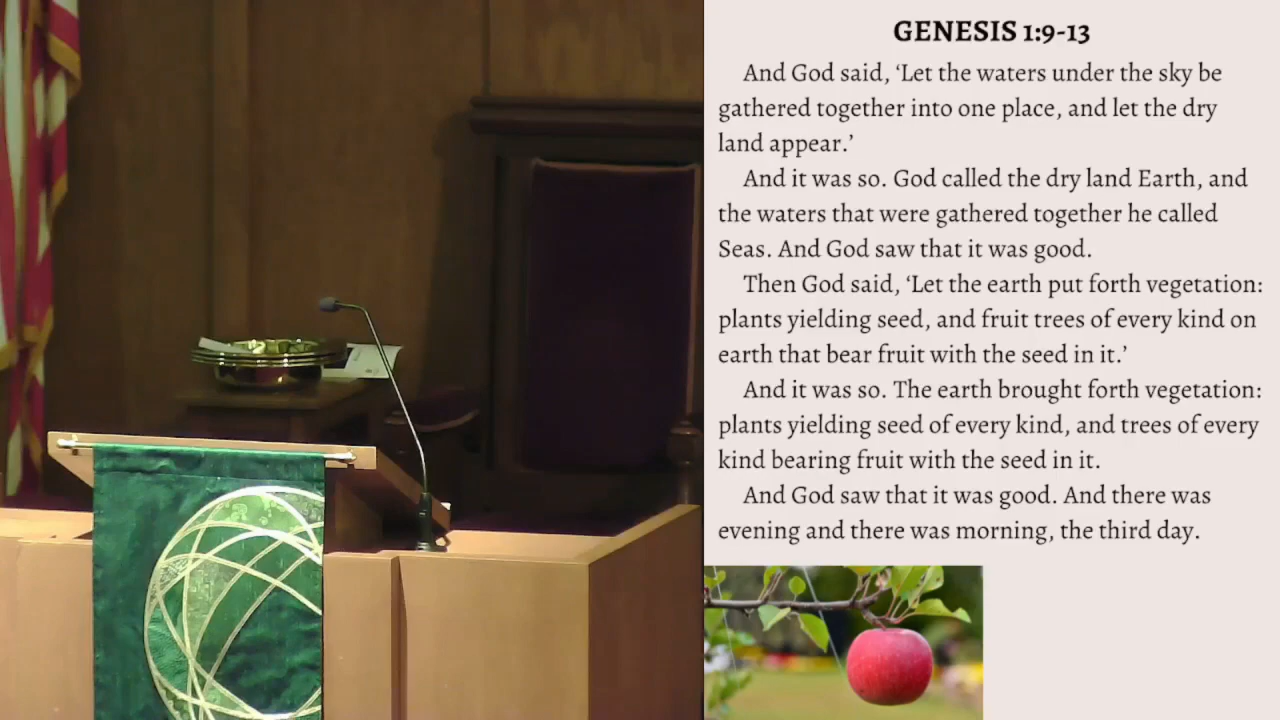 GENESIS 1:9-13
And God said, ‘Let the waters under the sky be
gathered together into one place, and let the dry
land appear.’
And it was so. God called the dry land Earth, and
the waters that were gathered together he called
Seas. And God saw that it was good.
Then God said, ‘Let the earth put forth vegetation:
plants yielding seed, and fruit trees of every kind on
earth that bear fruit with the seed in it.’
And it was so. The earth brought forth vegetation:
plants yielding seed of every kind, and trees of every
kind bearing fruit with the seed in it.
And God saw that it was good. And there was
evening and there was morning, the third day.